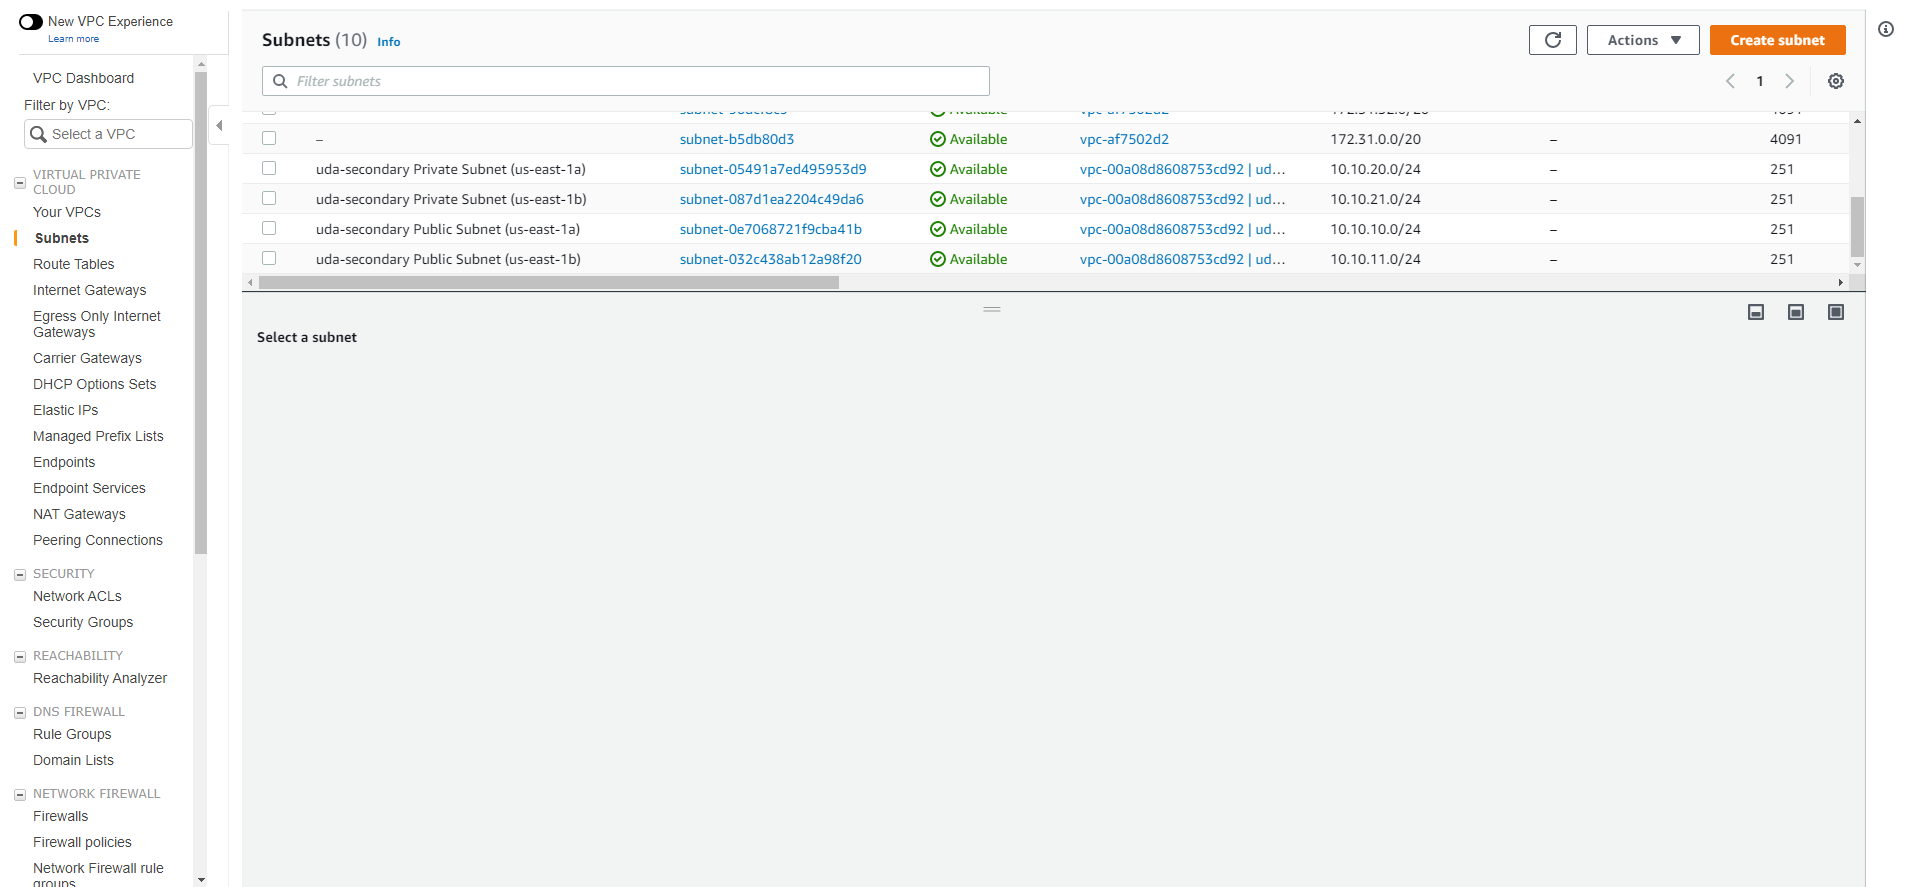 New VPC Experience
Learn more
VPC Dashboard
Filter by VPC:
Select a VPC
VIRTUAL PRIVATE
CLOUD
Your VPCs
Subnets
Route Tables
Internet Gateways
Egress Only Internet
Gateways
Carrier Gateways
DHCP Options Sets
Elastic IPs
Managed Prefix Lists
Endpoints
Endpoint Services
NAT Gateways
Peering Connections
SECURITY
Network ACLs
Security Groups
REACHABILITY
Reachability Analyzer
DNS FIREWALL
Rule Groups
Domain Lists
NETWORK FIREWALL
Firewalls
Firewall policies
Network Firewall rule
groups
Subnets (10) Info
Actions
Create subnet
Filter subnets
1
Available vpc-af7502d2
– subnet-b5db80d3 Available vpc-af7502d2 172.31.0.0/20 – 4091
uda-secondary Private Subnet (us-east-1a) subnet-05491a7ed495953d9 Available vpc-00a08d8608753cd92 | ud… 10.10.20.0/24 – 251
uda-secondary Private Subnet (us-east-1b) subnet-087d1ea2204c49da6 Available vpc-00a08d8608753cd92 | ud… 10.10.21.0/24 – 251
uda-secondary Public Subnet (us-east-1a) subnet-0e7068721f9cba41b Available vpc-00a08d8608753cd92 | ud… 10.10.10.0/24 – 251
uda-secondary Public Subnet (us-east-1b) subnet-032c438ab12a98f20 Available vpc-00a08d8608753cd92 | ud… 10.10.11.0/24 – 251
Select a subnet